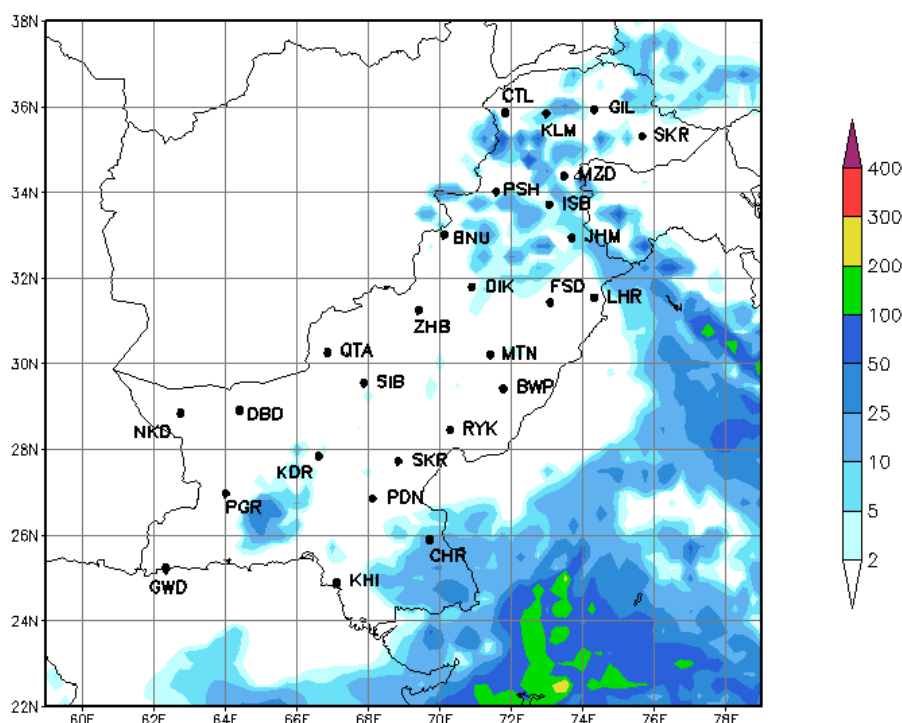 38N
36N
34N
32N
30N
28N
26N
24N
22N
60E
62E
64E
66E
68E
70E
72E
74E
76E
78E
CTL
KLM
GIL
SKR
MZD
PSH
ISB
BNU
JHM
DIK
FSD
LHR
ZHB
QTA
MTN
SIB
BWP
NKD
DBD
RYK
KDR
SKR
PGR
PDN
CHR
GWD
KHI
400
300
200
100
50
25
10
5
2